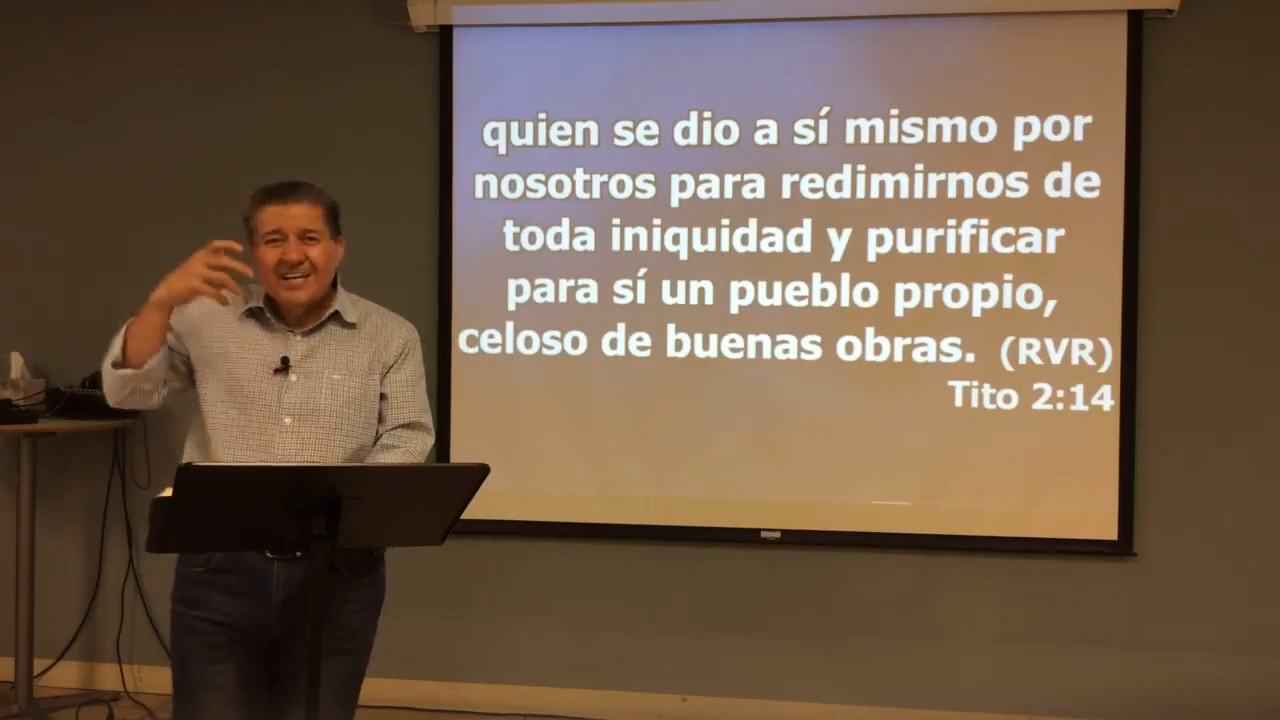 quien se dio a sí mismo por
nosotros para redimirnos de
toda iniquidad y purificar
para sí un pueblo propio,
celoso de buenas obras. (RVR)
Tito 2:14